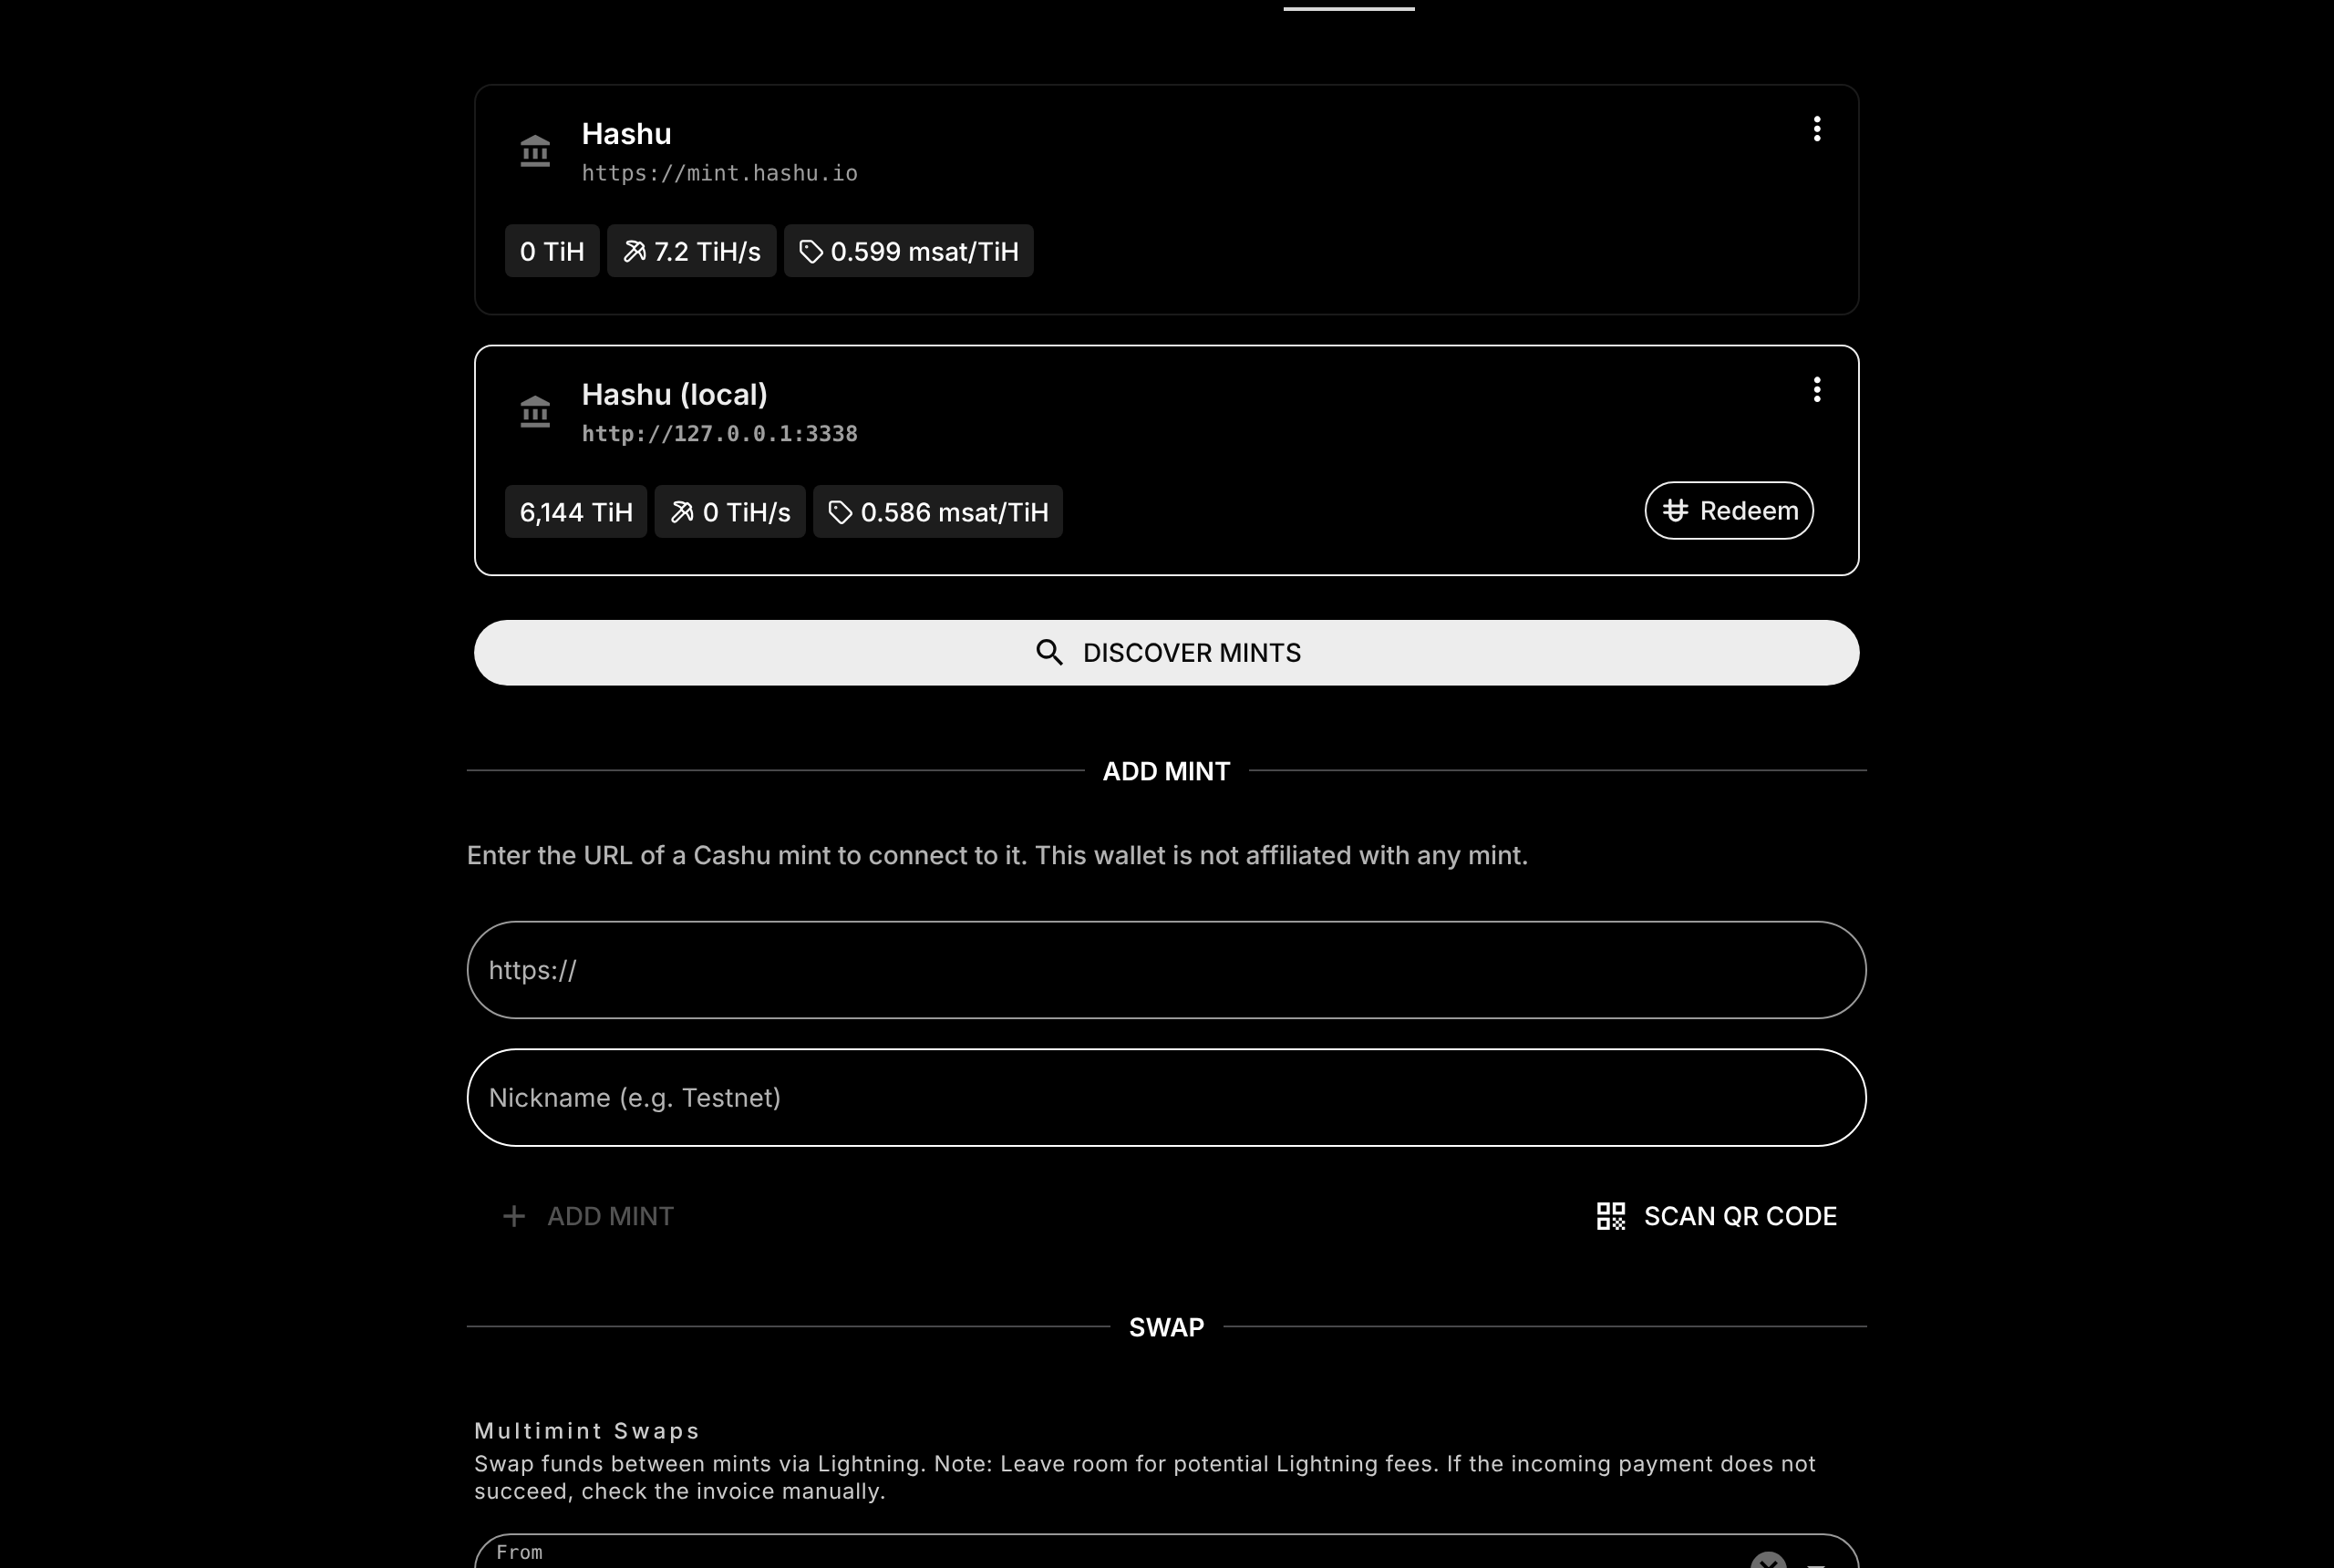 Hashu
https://mint.hashu.io
0 TiH
7.2 TiH/s
0.599 msat/TiH
Hashu (local)
http://127.0.0.1:3338
6,144 TiH
0 TiH/s
0.586 msat/TiH
Redeem
DISCOVER MINTS
ADD MINT
Enter the URL of a Cashu mint to connect to it. This wallet is not affiliated with any mint.
https://
Nickname (e.g. Testnet)
ADD MINT
SCAN QR CODE
SWAP
Multimint Swaps
Swap funds between mints via Lightning. Note: Leave room for potential Lightning fees. If the incoming payment does not
succeed, check the invoice manually.
From